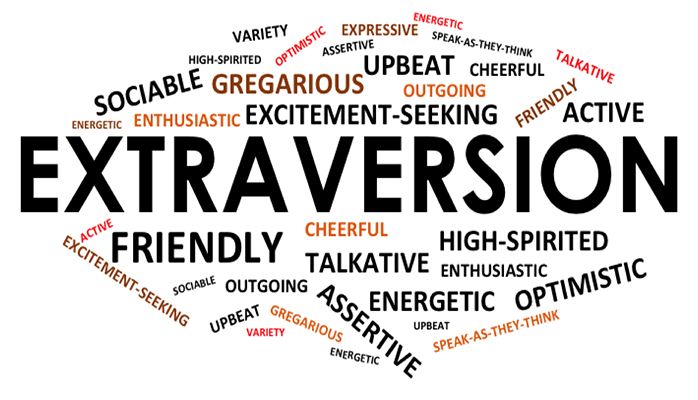 ENERGETIC
VARIETY
EXPRESSIVE
OPTIMISTIC
ASSERTIVE
SPEAK-AS-THEY-THINK
HIGH-SPIRITED
UPBEAT
CHEERFUL
TALKATIVE
SOCIABLE
GREGARIOUS
OUTGOING
FRIENDLY
ENERGETIC
ENTHUSIASTIC
EXCITEMENT-SEEKING
ACTIVE
EXTRAVERSION
ACTIVE
FRIENDLY
CHEERFUL
HIGH-SPIRITED
EXCITEMENT-SEEKING
TALKATIVE
ENTHUSIASTIC
SOCIABLE
OUTGOING
ASSERTIVE
ENERGETIC
OPTIMISTIC
UPBEAT
GREGARIOUS
VARIETY
UPBEAT
SPEAK-AS-THEY-THINK
ENERGETIC